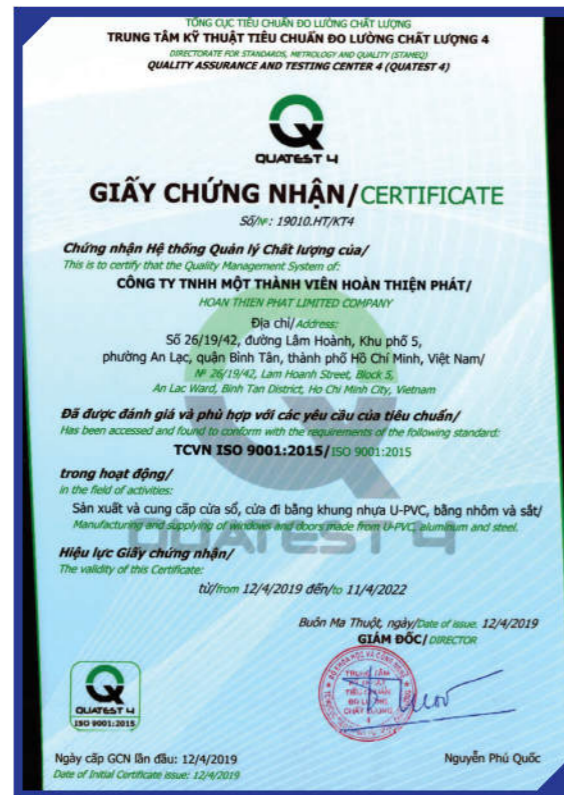 TỔNG CỤC TIÊU CHUẨN ĐO LƯỜNG CHẤT LƯỢNG
TRUNG TÂM KỸ THUẬT TIÊU CHUẨN ĐO LƯỜNG CHẤT LƯỢNG 4
DIRECTORATE FOR STANDARDS, METROLOGY AND QUALITY (STAMEQ)
QUALITY ASSURANCE AND TESTING CENTER 4 (QUATEST 4)
QUATEST 4
GIẤY CHỨNG NHẬN/CERTIFICATE
Số/№: 19010.HT/KT4
Chứng nhận Hệ thống Quản lý Chất lượng của/
This is to certify that the Quality Management System of:
CÔNG TY TNHH MỘT THÀNH VIÊN HOÀN THIỆN PHÁT/
HOAN THIEN PHAT LIMITED COMPANY
Địa chỉ/Address:
Số 26/19/42, đường Lâm Hoành, Khu phố 5,
phường An Lạc, quận Bình Tân, thành phố Hồ Chí Minh, Việt Nam/
№ 26/19/42, Lam Hoanh Street, Block 5,
An Lac Ward, Binh Tan District, Ho Chi Minh City, Vietnam
Đã được đánh giá và phù hợp với các yêu cầu của tiêu chuẩn/
Has been accessed and found to conform with the requirements of the following standard:
TCVN ISO 9001:2015/ISO 9001:2015
trong hoạt động/
in the field of activities:
Sản xuất và cung cấp cửa sổ, cửa đi bằng khung nhựa U-PVC, bằng nhôm và sắt/
Manufacturing and supplying of windows and doors made from U-PVC, aluminum and steel.
QUATEST 4
Hiệu lực Giấy chứng nhận/
The validity of this Certificate:
từ/from 12/4/2019 đến/to 11/4/2022
Buôn Ma Thuột, ngày/Date of issue. 12/4/2019
GIÁM ĐỐC/DIRECTOR
TRUNG TÂM
KỸ THUẬT
TIÊU CHUẨN
ĐO LƯỜNG
CHẤT LƯỢNG
4
QUATEST 4
ISO 9001:2015
Ngày cấp GCN lần đầu: 12/4/2019
Date of Initial Certificate issue: 12/4/2019
Nguyễn Phú Quốc